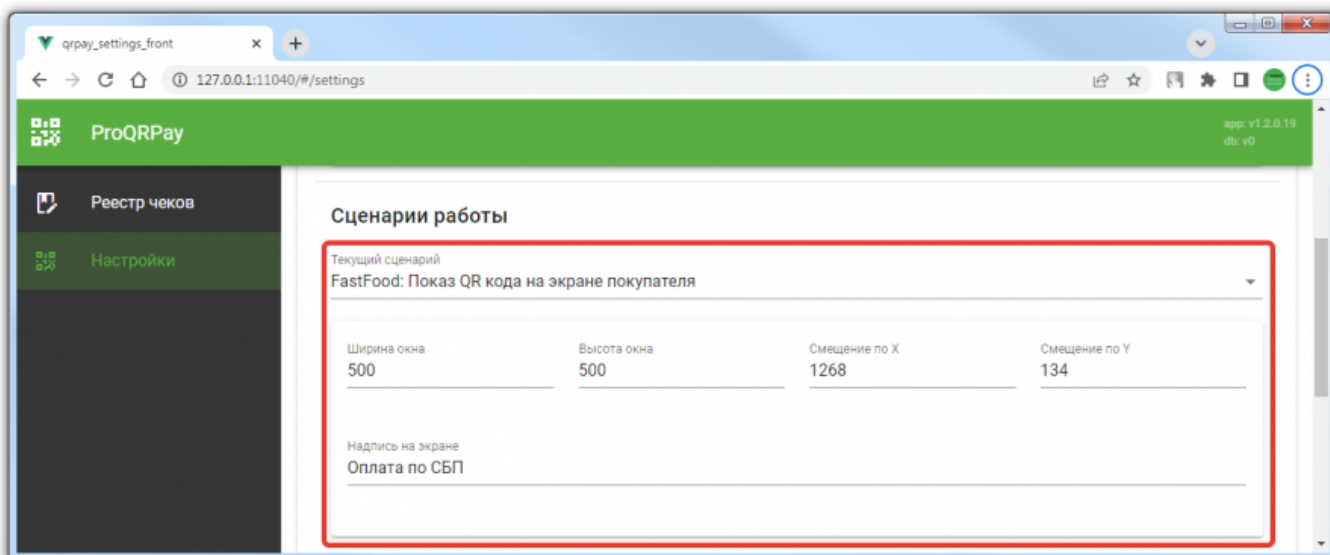 qrpay_settings_front
127.0.0.1:11040/#/settings
ProQRPay
app: v1.2.0.19
db: v0
Реестр чеков
Настройки
Сценарии работы
Текущий сценарий
FastFood: Показ QR кода на экране покупателя
Ширина окна Высота окна Смещение по X Смещение по Y
500 500 1268 134
Надпись на экране
Оплата по СБП